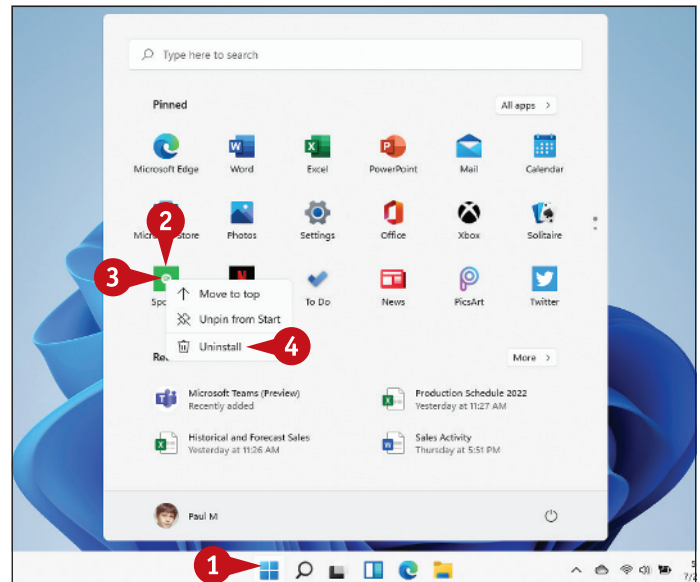 Type here to search
Pinned
All apps >
Microsoft Edge
Word
Excel
PowerPoint
Mail
Calendar
Store
Photos
Settings
Office
Xbox
Solitaire
To Do
News
PicsArt
Twitter
Move to top
Unpin from Start
Uninstall
More >
Microsoft Teams (Preview)
Recently added
Production Schedule 2022
Yesterday at 11:27 AM
Historical and Forecast Sales
Yesterday at 11:26 AM
Sales Activity
Thursday at 5:51 PM
Paul M
1
2
3
4